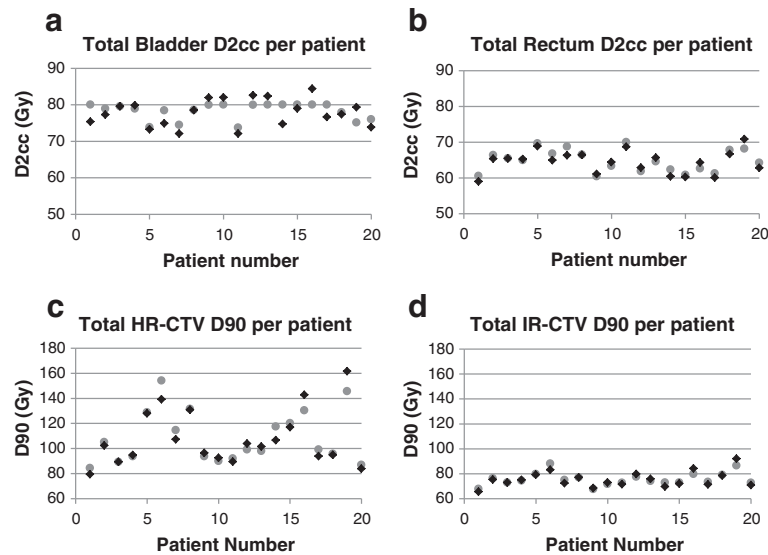 a
Total Bladder D2cc per patient
D2cc (Gy)
90
80
70
60
50
0 5 10 15 20
Patient number
b
Total Rectum D2cc per patient
D2cc (Gy)
90
80
70
60
50
0 5 10 15 20
Patient number
c
Total HR-CTV D90 per patient
D90 (Gy)
180
160
140
120
100
80
60
0 5 10 15 20
Patient Number
d
Total IR-CTV D90 per patient
D90 (Gy)
180
160
140
120
100
80
60
0 5 10 15 20
Patient Number